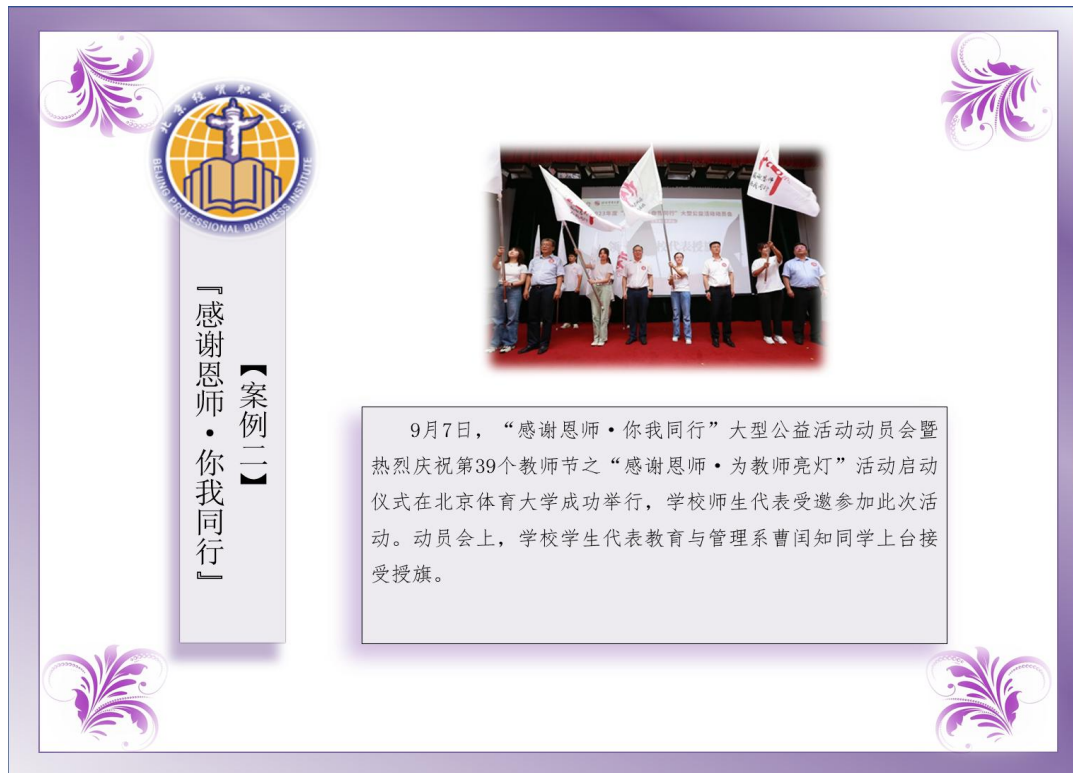 北京经贸职业学院
BEIJING PROFESSIONAL BUSINESS INSTITUTE
【案例二】
『感谢恩师·你我同行』
9月7日，“感谢恩师·你我同行”大型公益活动动员会暨
热烈庆祝第39个教师节之“感谢恩师·为教师亮灯”活动启动
仪式在北京体育大学成功举行，学校师生代表受邀参加此次活
动。动员会上，学校学生代表教育与管理系曹闰知同学上台接
受授旗。